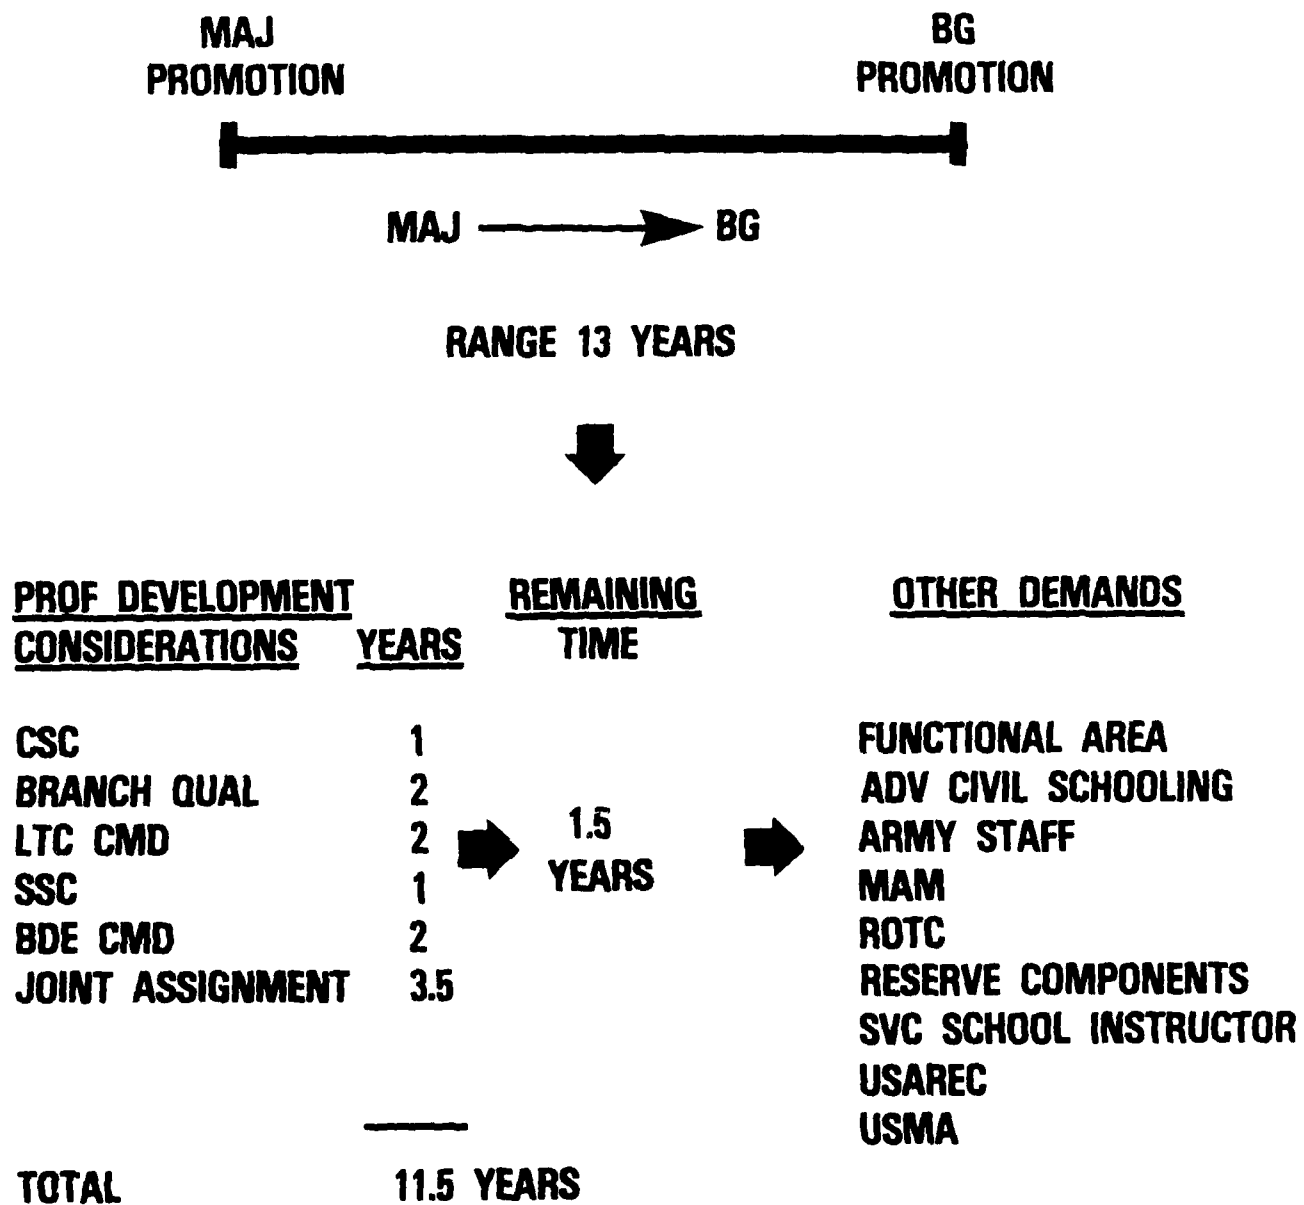 MAJ
PROMOTION
BG
PROMOTION
MAJ BG
RANGE 13 YEARS
PROF DEVELOPMENT
CONSIDERATIONS YEARS
REMAINING
TIME
OTHER DEMANDS
CSC 1
BRANCH QUAL 2
LTC CMD 2
SSC 1
BDE CMD 2
JOINT ASSIGNMENT 3.5
1.5
YEARS
FUNCTIONAL AREA
ADV CIVIL SCHOOLING
ARMY STAFF
MAM
ROTC
RESERVE COMPONENTS
SVC SCHOOL INSTRUCTOR
USAREC
USMA
TOTAL 11.5 YEARS